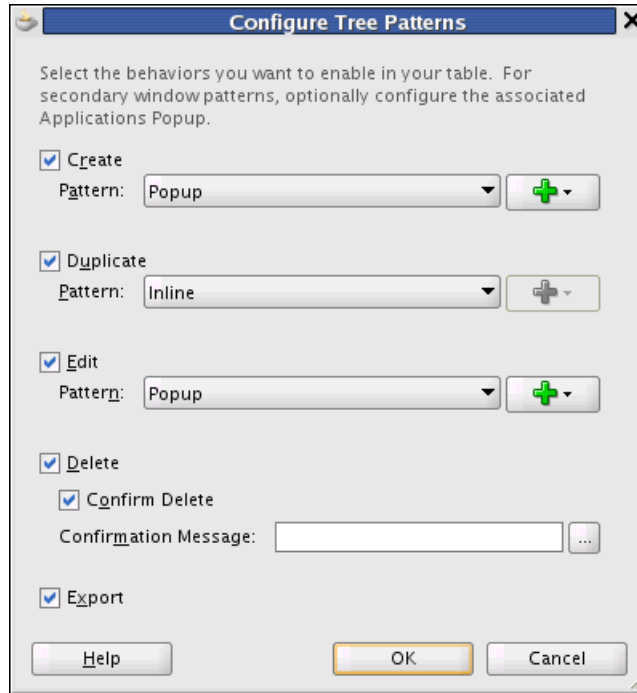 Configure Tree Patterns
Select the behaviors you want to enable in your table. For
secondary window patterns, optionally configure the associated
Applications Popup.
Create
Pattern: Popup
Duplicate
Pattern: Inline
Edit
Pattern: Popup
Delete
Confirm Delete
Confirmation Message:
...
Export
Help OK Cancel